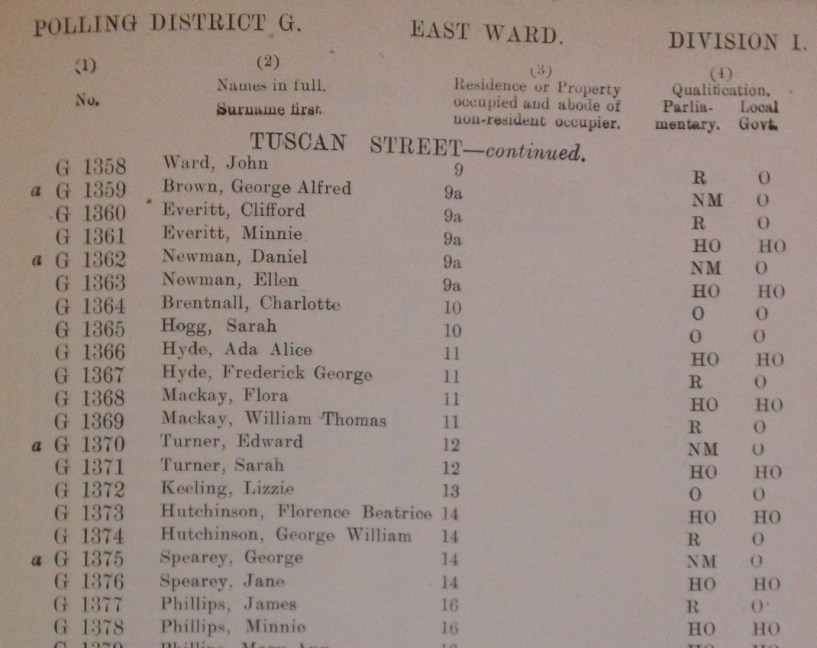 POLLING DISTRICT G. EAST WARD. DIVISION I.
(1) (2) (3) (4)
No. Names in full. Residence or Property Qualification.
Surname first. occupied and abode of Parlia- Local
non-resident occupier. mentary. Govt.
TUSCAN STREET—continued.
G 1358 Ward, John 9 R O
a G 1359 Brown, George Alfred 9a NM O
G 1360 Everitt, Clifford 9a R O
G 1361 Everitt, Minnie 9a HO HO
a G 1362 Newman, Daniel 9a NM O
G 1363 Newman, Ellen 9a HO HO
G 1364 Brentnall, Charlotte 10 O O
G 1365 Hogg, Sarah 10 O O
G 1366 Hyde, Ada Alice 11 HO HO
G 1367 Hyde, Frederick George 11 R O
G 1368 Mackay, Flora 11 HO HO
G 1369 Mackay, William Thomas 11 R O
a G 1370 Turner, Edward 12 NM O
G 1371 Turner, Sarah 12 HO HO
G 1372 Keeling, Lizzie 13 O O
G 1373 Hutchinson, Florence Beatrice 14 HO HO
G 1374 Hutchinson, George William 14 R O
a G 1375 Spearey, George 14 NM O
G 1376 Spearey, Jane 14 HO HO
G 1377 Phillips, James 16 R O
G 1378 Phillips, Minnie 16 HO HO